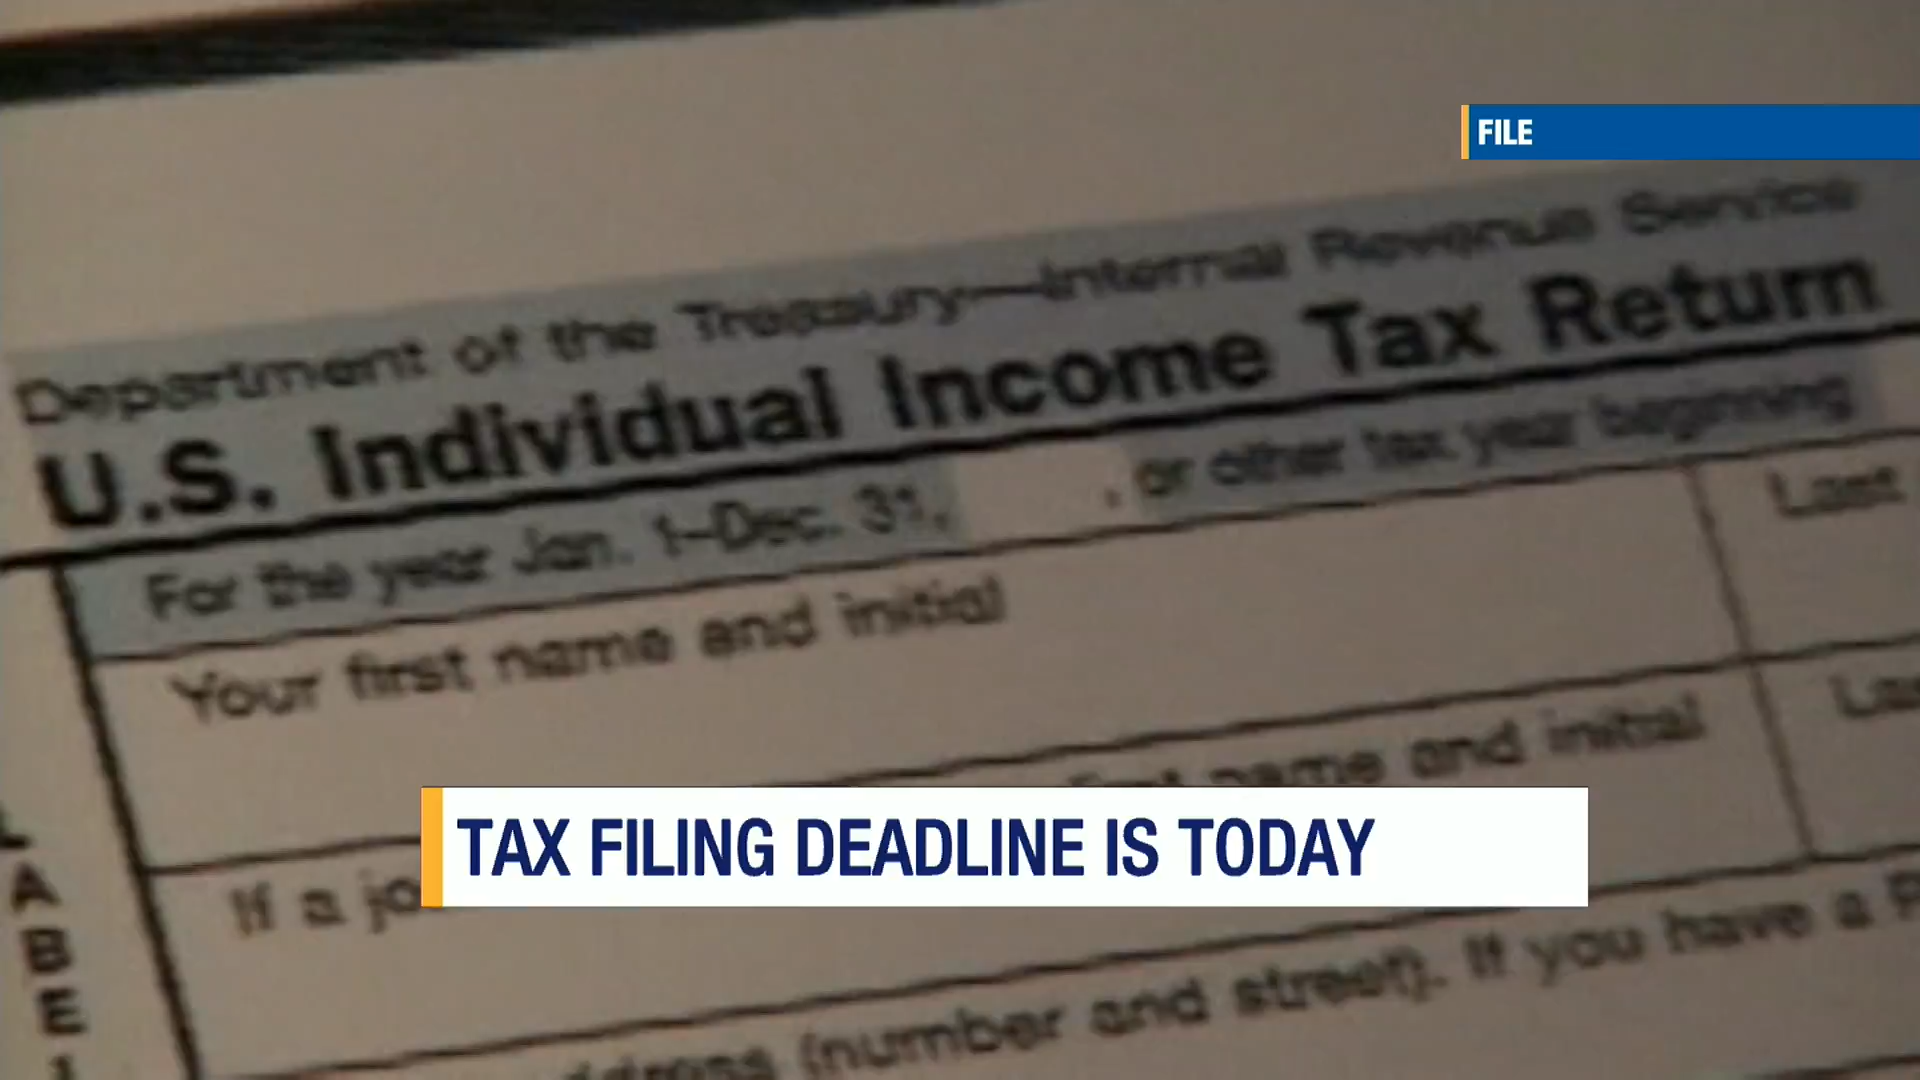 FILE
Department of the Treasury—Internal Revenue Service
U.S. Individual Income Tax Return
For the year Jan. 1–Dec. 31, , or other tax year beginning
Your first name and initial Last
first name and initial Las
TAX FILING DEADLINE IS TODAY
If a jo
(number and street). If you have a P
L
A
B
E